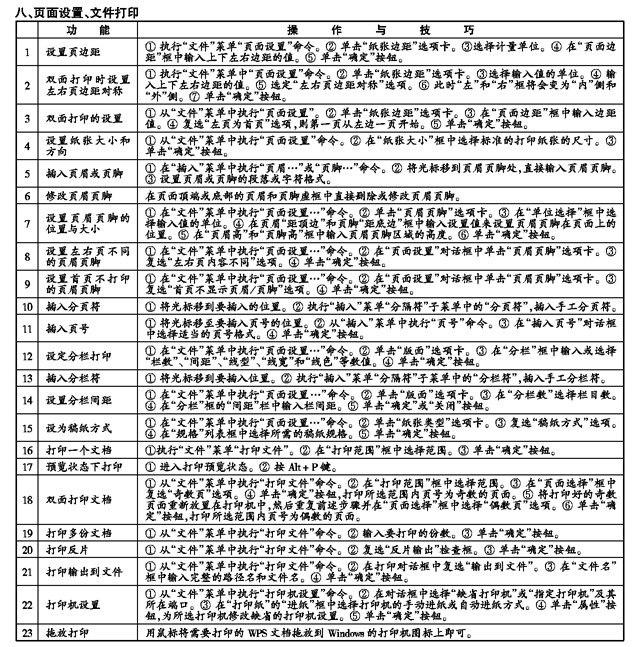 八、页面设置、文件打印
功能 操作与技巧
1 设置页边距 ① 执行“文件”菜单“页面设置”命令。② 单击“纸张边距”选项卡。③选择计量单位。④ 在“页面边
距”框中输入上下左右边距的值。⑤ 单击“确定”按钮。
2 双面打印时设置
左右页边距对称
① 执行“文件”菜单中“页面设置”命令。② 单击“纸张边距”选项卡。③选择输入值的单位。④ 输
入上下左右边距的值。⑤ 选定“左右页边距对称”选项。⑥ 此时“左”和“右”框将会变为“内”侧和
“外”侧。⑦ 单击“确定”按钮。
3 双面打印的设置 ① 从“文件”菜单中执行“页面设置”。② 单击“纸张边距”选项卡。③ 在“页面边距”框中输入边距
值。④ 复选“左页为首页”选项,则第一页从左边一页开始。⑤ 单击“确定”按钮。
4 设置纸张大小和
方向
① 从“文件”菜单中执行“页面设置”命令。② 在“纸张大小”框中选择标准的打印纸张的尺寸。③
单击“确定”按钮。
5 插入页眉或页脚 ① 在“插入”菜单中执行“页眉…”或“页脚…”命令。② 将光标移到页眉页脚处,直接输入页眉页脚。
③ 设置页眉或页脚的段落或字符格式。
6 修改页眉页脚 在页面顶端或底部的页眉和页脚虚框中直接删除或修改页眉页脚。
7 设置页眉页脚的
位置与大小
① 在“文件”菜单中执行“页面设置…”命令。② 单击“页眉页脚”选项卡。③ 在“单位选择”框中选
择输入值的单位。④ 在页眉“距顶边”和页脚“距底边”框中输入设置值来设置页眉页脚在页面上的
位置。⑤ 在“页眉高”和“页脚高”框中输入页眉页脚区域的高度。⑥ 单击“确定”按钮。
8 设置左右页不同
的页眉页脚
① 在“文件”菜单中执行“页面设置…”命令。② 在“页面设置”对话框中单击“页眉页脚”选项卡。③
复选“左右页内容不同”选项。④ 单击“确定”按钮。
9 设置首页不打印
的页眉页脚
① 在“文件”菜单中执行“页面设置…”命令。② 在“页面设置”对话框中单击“页眉页脚”选项卡。③
复选“首页不显示页眉/页脚”选项。④ 单击“确定”按钮。
10 插入分页符 ① 将光标移到要插入的位置。② 执行“插入”菜单“分隔符”子菜单中的“分页符”,插入手工分页符。
11 插入页号 ① 将光标移至要插入页号的位置。② 从“插入”菜单中执行“页号”命令。③ 在“插入页号”对话框
中选择适当的页号格式。④ 单击“确定”按钮。
12 设定分栏打印 ① 在“文件”菜单中执行“页面设置…”命令。② 单击“版面”选项卡。③ 在“分栏”框中输入或选择
“栏数”、“间距”、“线型”、“线宽”和“线色”等数值。④ 单击“确定”按钮。
13 插入分栏符 ① 将光标移到要插入位置。② 执行“插入”菜单“分隔符”子菜单中的“分栏符”,插入手工分栏符。
14 设置分栏间距 ① 在“文件”菜单中执行“页面设置…”命令。② 单击“版面”选项卡。③ 在“分栏数”选择栏目数。
④ 在“分栏”框的“间距”栏中输入栏间距。⑤ 单击“确定”或“关闭”按钮。
15 设为稿纸方式 ① 在“文件”菜单中执行“页面设置…”命令。② 单击“纸张类型”选项卡。③ 复选“稿纸方式”选项。
④ 在“规格”列表框中选择所需的稿纸规格。⑤ 单击“确定”按钮。
16 打印一个文档 ①执行“文件”菜单“打印文件”。② 在“打印范围”框中选择范围。③ 单击“确定”按钮。
17 预览状态下打印 ① 进入打印预览状态。② 按 Alt + P 键。
18 双面打印文档 ① 从“文件”菜单中执行“打印文件”命令。② 在“打印范围”框中选择范围。③ 在“页面选择”框中
复选“奇数页”选项。④ 单击“确定”按钮,打印所选范围内页号为奇数的页面。⑤ 将打印好的奇数
页面重新放置在打印机中,然后重复前述步骤并在“页面选择”框中选择“偶数页”选项。⑥ 单击“确
定”按钮,打印所选范围内页号为偶数的页面。
19 打印多份文档 ① 从“文件”菜单中执行“打印文件”命令。② 输入要打印的份数。③ 单击“确定”按钮。
20 打印反片 ① 从“文件”菜单中执行“打印文件”命令。② 复选“反片输出”检查框。③ 单击“确定”按钮。
21 打印输出到文件 ① 从“文件”菜单中执行“打印文件”命令。② 在打印对话框中复选“输出到文件”。③ 在“文件名”
框中输入完整的路径名和文件名。④ 单击“确定”按钮。
22 打印机设置 ① 从“文件”菜单中执行“打印文件”命令。② 在对话框中选择“缺省打印机”或“指定打印机”及其
所在端口。③ 在“打印纸”的“进纸”框中选择打印机的手动进纸或自动进纸方式。④ 单击“属性”按
钮,为所选打印机修改缺省的打印机设置。⑤ 单击“确定”按钮。
23 拖放打印 用鼠标将需要打印的 WPS 文档拖放到 Windows 的打印机图标上即可。